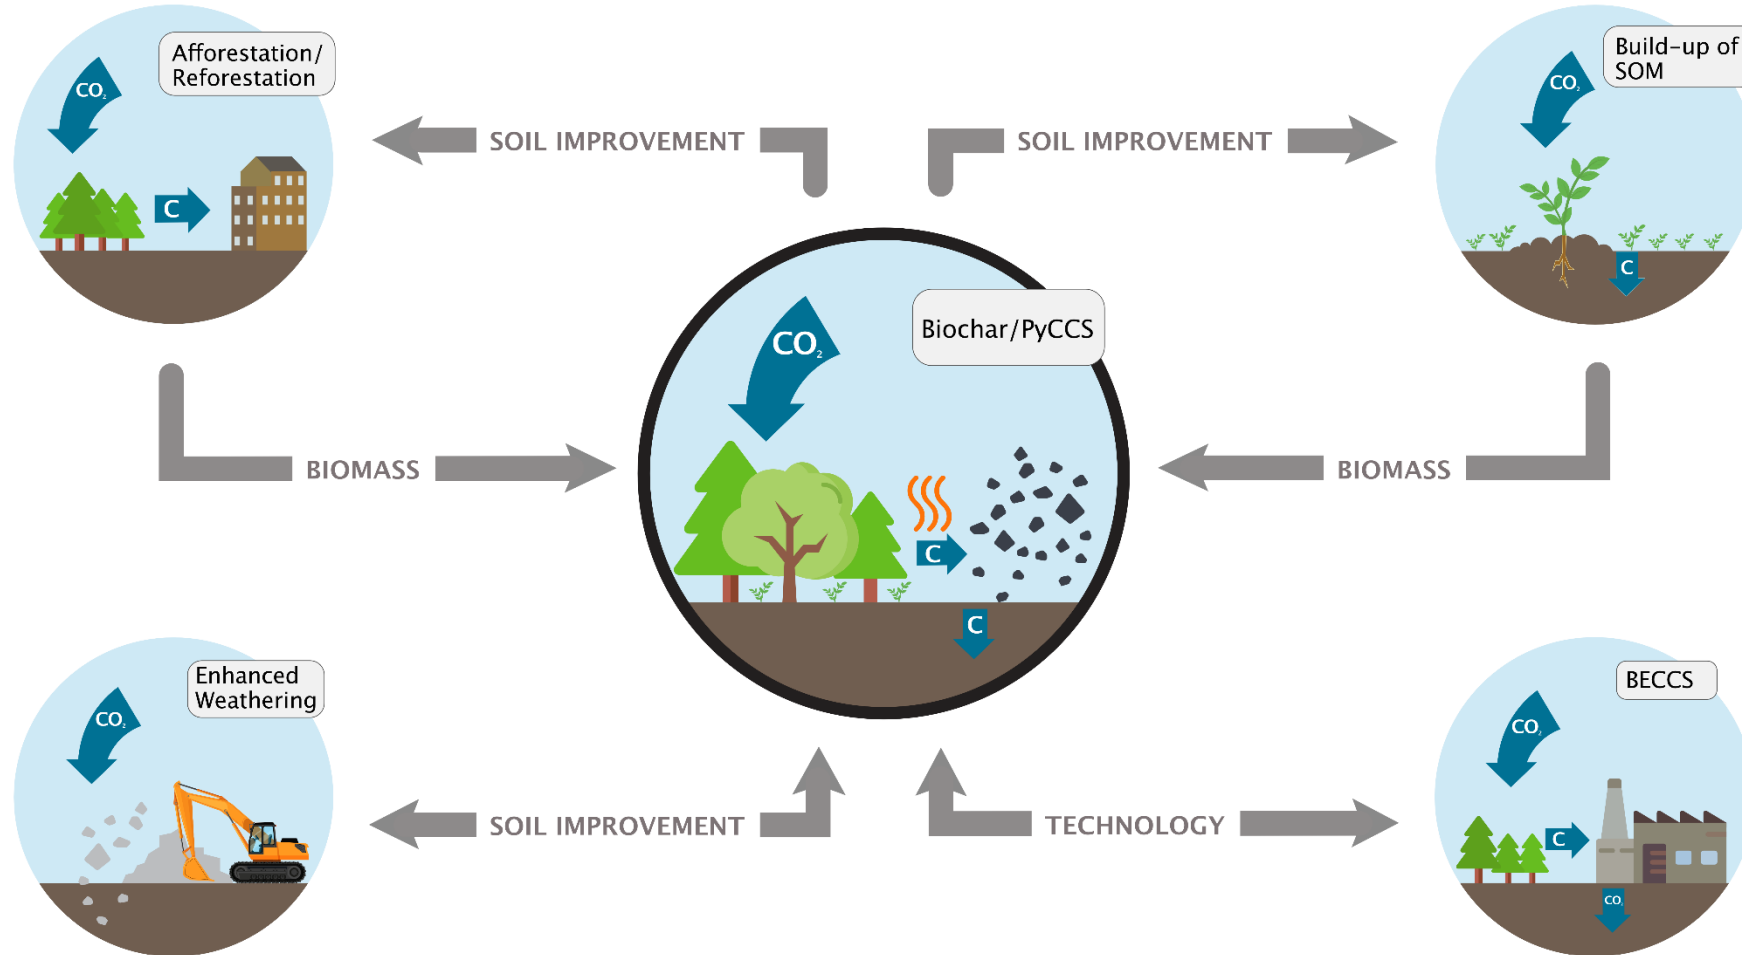 Afforestation/
Reforestation
CO₂
C
SOIL IMPROVEMENT
SOIL IMPROVEMENT
Build-up of
SOM
CO₂
C
Biochar/PyCCS
CO₂
C
C
BIOMASS
BIOMASS
Enhanced
Weathering
CO₂
SOIL IMPROVEMENT
TECHNOLOGY
BECCS
CO₂
C
CO₂